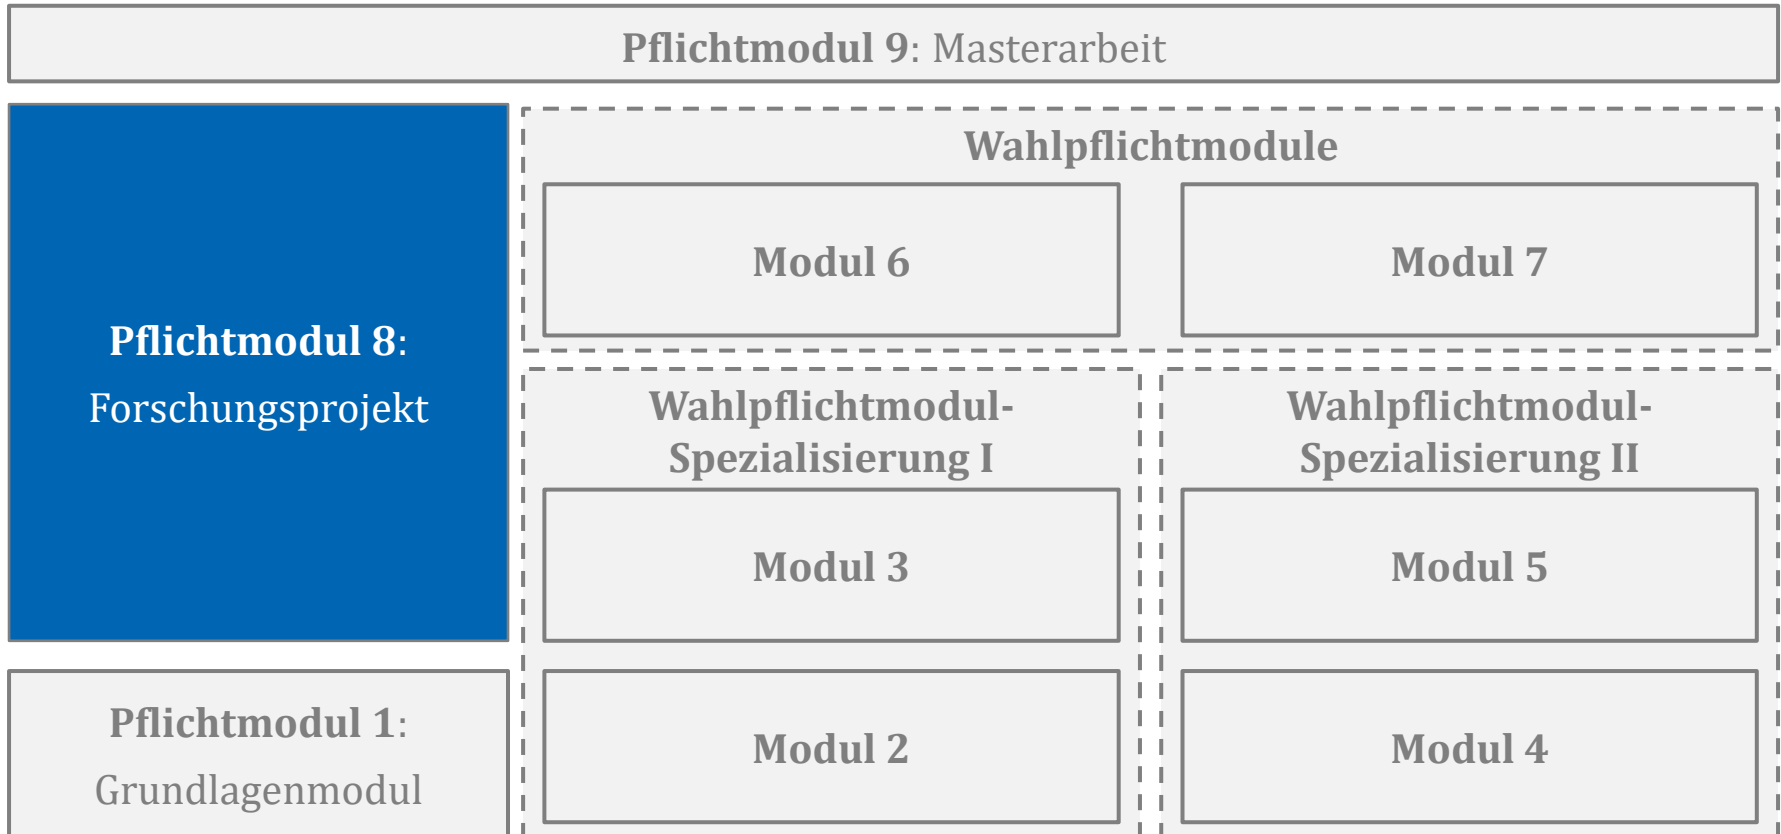 Pflichtmodul 9: Masterarbeit
Pflichtmodul 8:
Forschungsprojekt
Wahlpflichtmodule
Modul 6
Modul 7
Wahlpflichtmodul-
Spezialisierung I
Modul 3
Modul 2
Wahlpflichtmodul-
Spezialisierung II
Modul 5
Modul 4
Pflichtmodul 1:
Grundlagenmodul